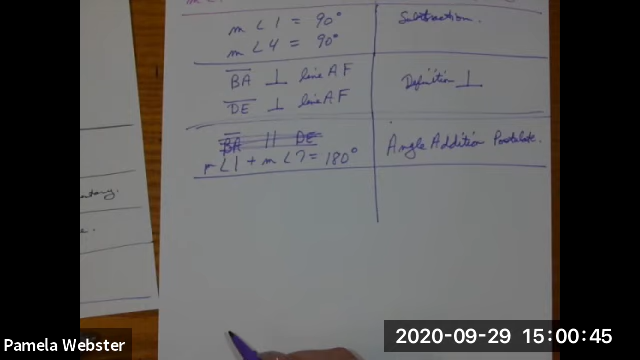 m∠1 = 90° Subtraction.
m∠4 = 90°
BA ⊥ line AF Definition ⊥
DE ⊥ line AF
BA || DE
m∠1 + m∠7 = 180° Angle Addition Postulate.
Pamela Webster
2020-09-29 15:00:45